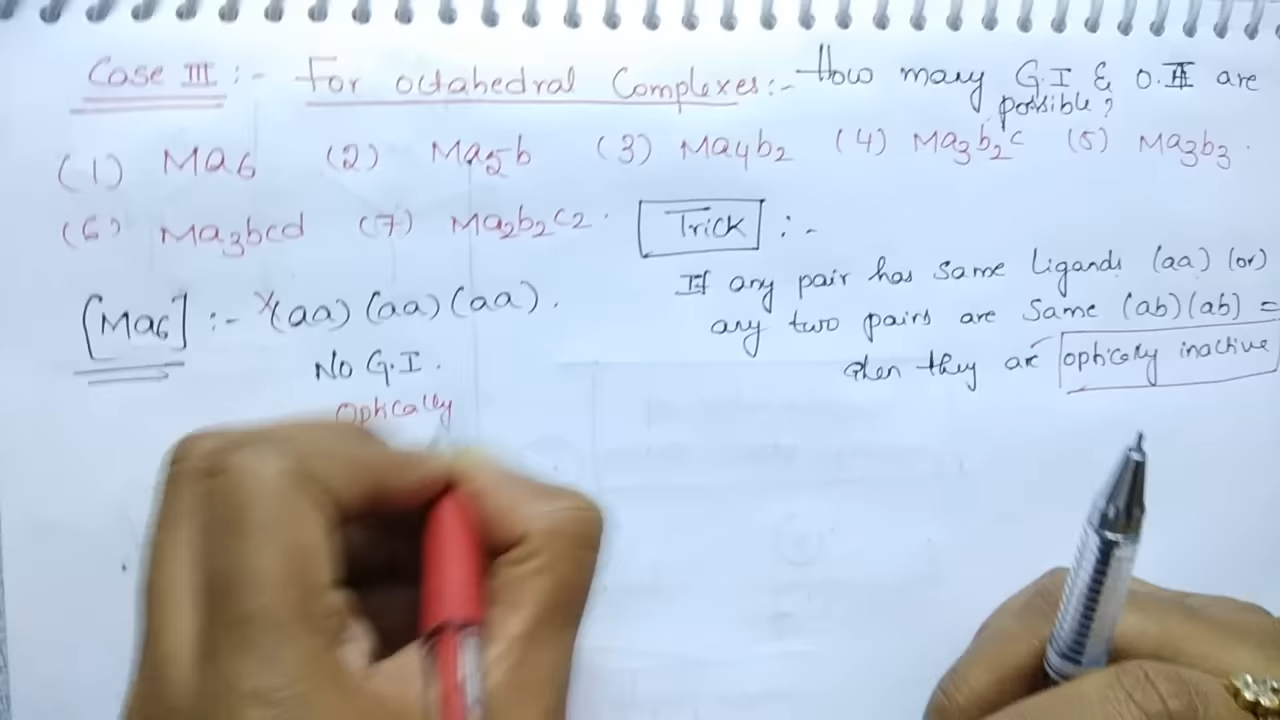 Case III :- For octahedral Complexes:- How many G.I & O.I are possible?
(1) Ma6 (2) Ma5b (3) Ma4b2 (4) Ma3b2c (5) Ma3b3.
(6) Ma3bcd (7) Ma2b2c2. Trick :-
If any pair has same ligands (aa) (or)
any two pairs are same (ab)(ab) =
then they are optically inactive
[Ma6] :- (aa) (aa) (aa).
No G.I.
Optically